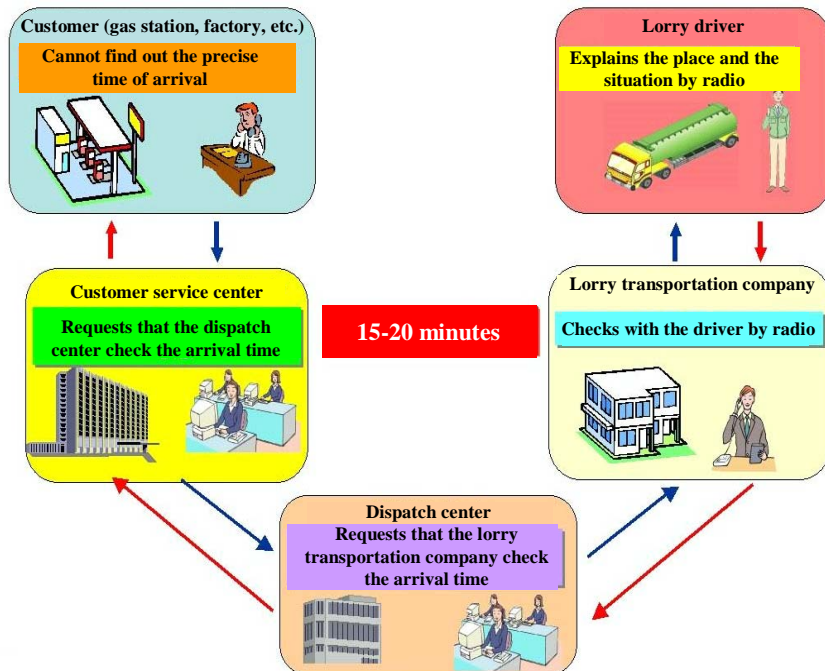 Customer (gas station, factory, etc.)
Cannot find out the precise
time of arrival
Lorry driver
Explains the place and the
situation by radio
Customer service center
Requests that the dispatch
center check the arrival time
15-20 minutes
Lorry transportation company
Checks with the driver by radio
Dispatch center
Requests that the lorry
transportation company check
the arrival time